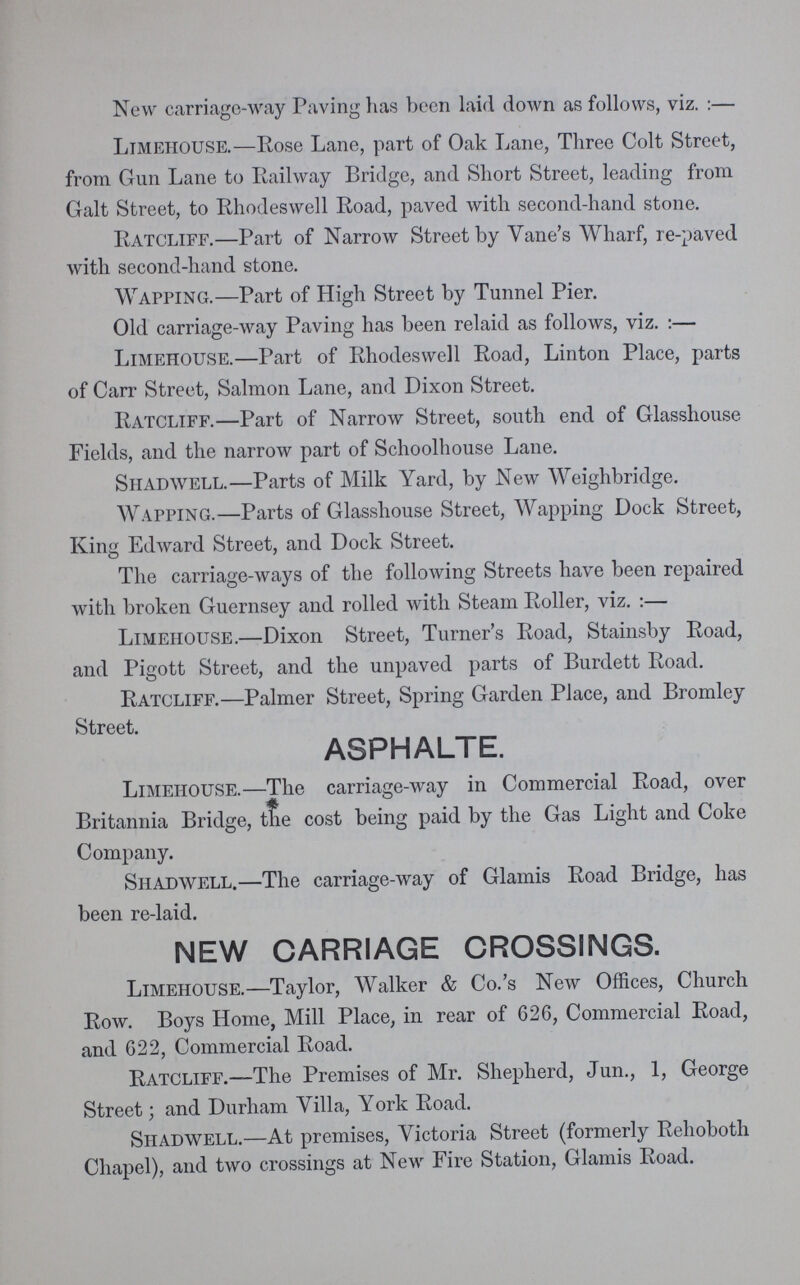 New carriage-way Paving has been laid down as follows, viz. :—
Limehouse.—Rose Lane, part of Oak Lane, Three Colt Street,
from Gun Lane to Railway Bridge, and Short Street, leading from
Galt Street, to Rhodeswell Road, paved with second-hand stone.
Ratcliff.—Part of Narrow Street by Vane's Wharf, re-paved
with second-hand stone.
Wapping.—Part of High Street by Tunnel Pier.
Old carriage-way Paving has been relaid as follows, viz. :—
Limehouse.—Part of Rhodeswell Road, Linton Place, parts
of Carr Street, Salmon Lane, and Dixon Street.
Ratcliff.—Part of Narrow Street, south end of Glasshouse
Fields, and the narrow part of Schoolhouse Lane.
Shadwell.—Parts of Milk Yard, by New Weighbridge.
Wapping.—Parts of Glasshouse Street, Wapping Dock Street,
King Edward Street, and Dock Street.
The carriage-ways of the following Streets have been repaired
with broken Guernsey and rolled with Steam Roller, viz. :—
Limehouse.—Dixon Street, Turner's Road, Stainsby Road,
and Pigott Street, and the unpaved parts of Burdett Road.
Ratcliff.—Palmer Street, Spring Garden Place, and Bromley
Street.
ASPHALTE.
Limehouse.—The carriage-way in Commercial Road, over
Britannia Bridge, the cost being paid by the Gas Light and Coke
Company.
Shadwell.—The carriage-way of Glamis Road Bridge, has
been re-laid.
NEW CARRIAGE CROSSINGS.
Limehouse.—Taylor, Walker & Co.'s New Offices, Church
Row. Boys Home, Mill Place, in rear of 626, Commercial Road,
and 622, Commercial Road.
Ratcliff.—The Premises of Mr. Shepherd, Jun., 1, George
Street; and Durham Villa, York Road.
Shadwell.—At premises, Victoria Street (formerly Rehoboth
Chapel), and two crossings at New Fire Station, Glamis Road.